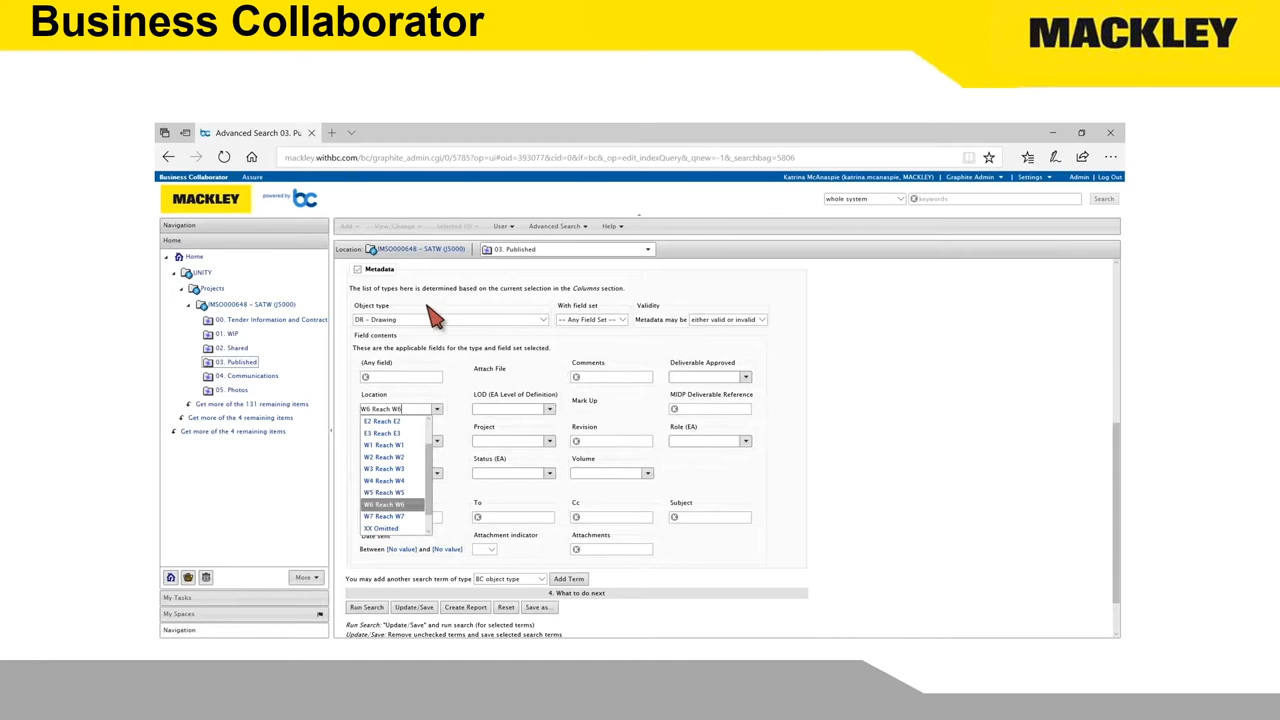 Business Collaborator
MACKLEY
Advanced Search 03. Pu
mackley.withbc.com/bc/graphite_admin.cgi/0/5785?op=ui#oid=393077&cid=0&if=bc&_op=edit_indexQuery&_qnew=-1&_searchbag=5806
Business Collaborator Assure
Katrina McAnaspie (katrina.mcanaspie, MACKLEY) Graphite Admin Settings Admin Log Out
MACKLEY powered by bc
whole system keywords Search
Navigation
Add View/Change Selected (0) User Advanced Search Help
Home
Location: IMSO000648 - SATW (J5000) 03. Published
Home
UNITY
Projects
IMSO000648 - SATW (J5000)
00. Tender Information and Contract
01. WIP
02. Shared
03. Published
04. Communications
05. Photos
Get more of the 131 remaining items
Get more of the 4 remaining items
Get more of the 4 remaining items
More
My Tasks
My Spaces
Navigation
Metadata
The list of types here is determined based on the current selection in the Columns section.
Object type With field set Validity
DR - Drawing -- Any Field Set -- Metadata may be either valid or invalid
Field contents
These are the applicable fields for the type and field set selected.
(Any field) Attach File Comments Deliverable Approved
Location LOD (EA Level of Definition) Mark Up MIDP Deliverable Reference
W6 Reach W6
E2 Reach E2
E3 Reach E3
W1 Reach W1
W2 Reach W2
W3 Reach W3
W4 Reach W4
W5 Reach W5
W6 Reach W6
W7 Reach W7
XX Omitted
Project Revision Role (EA)
Status (EA) Volume
To Cc Subject
Date sent Attachment indicator Attachments
Between [No value] and [No value]
You may add another search term of type BC object type Add Term
4. What to do next
Run Search Update/Save Create Report Reset Save as...
Run Search: "Update/Save" and run search (for selected terms)
Update/Save: Remove unchecked terms and save selected search terms